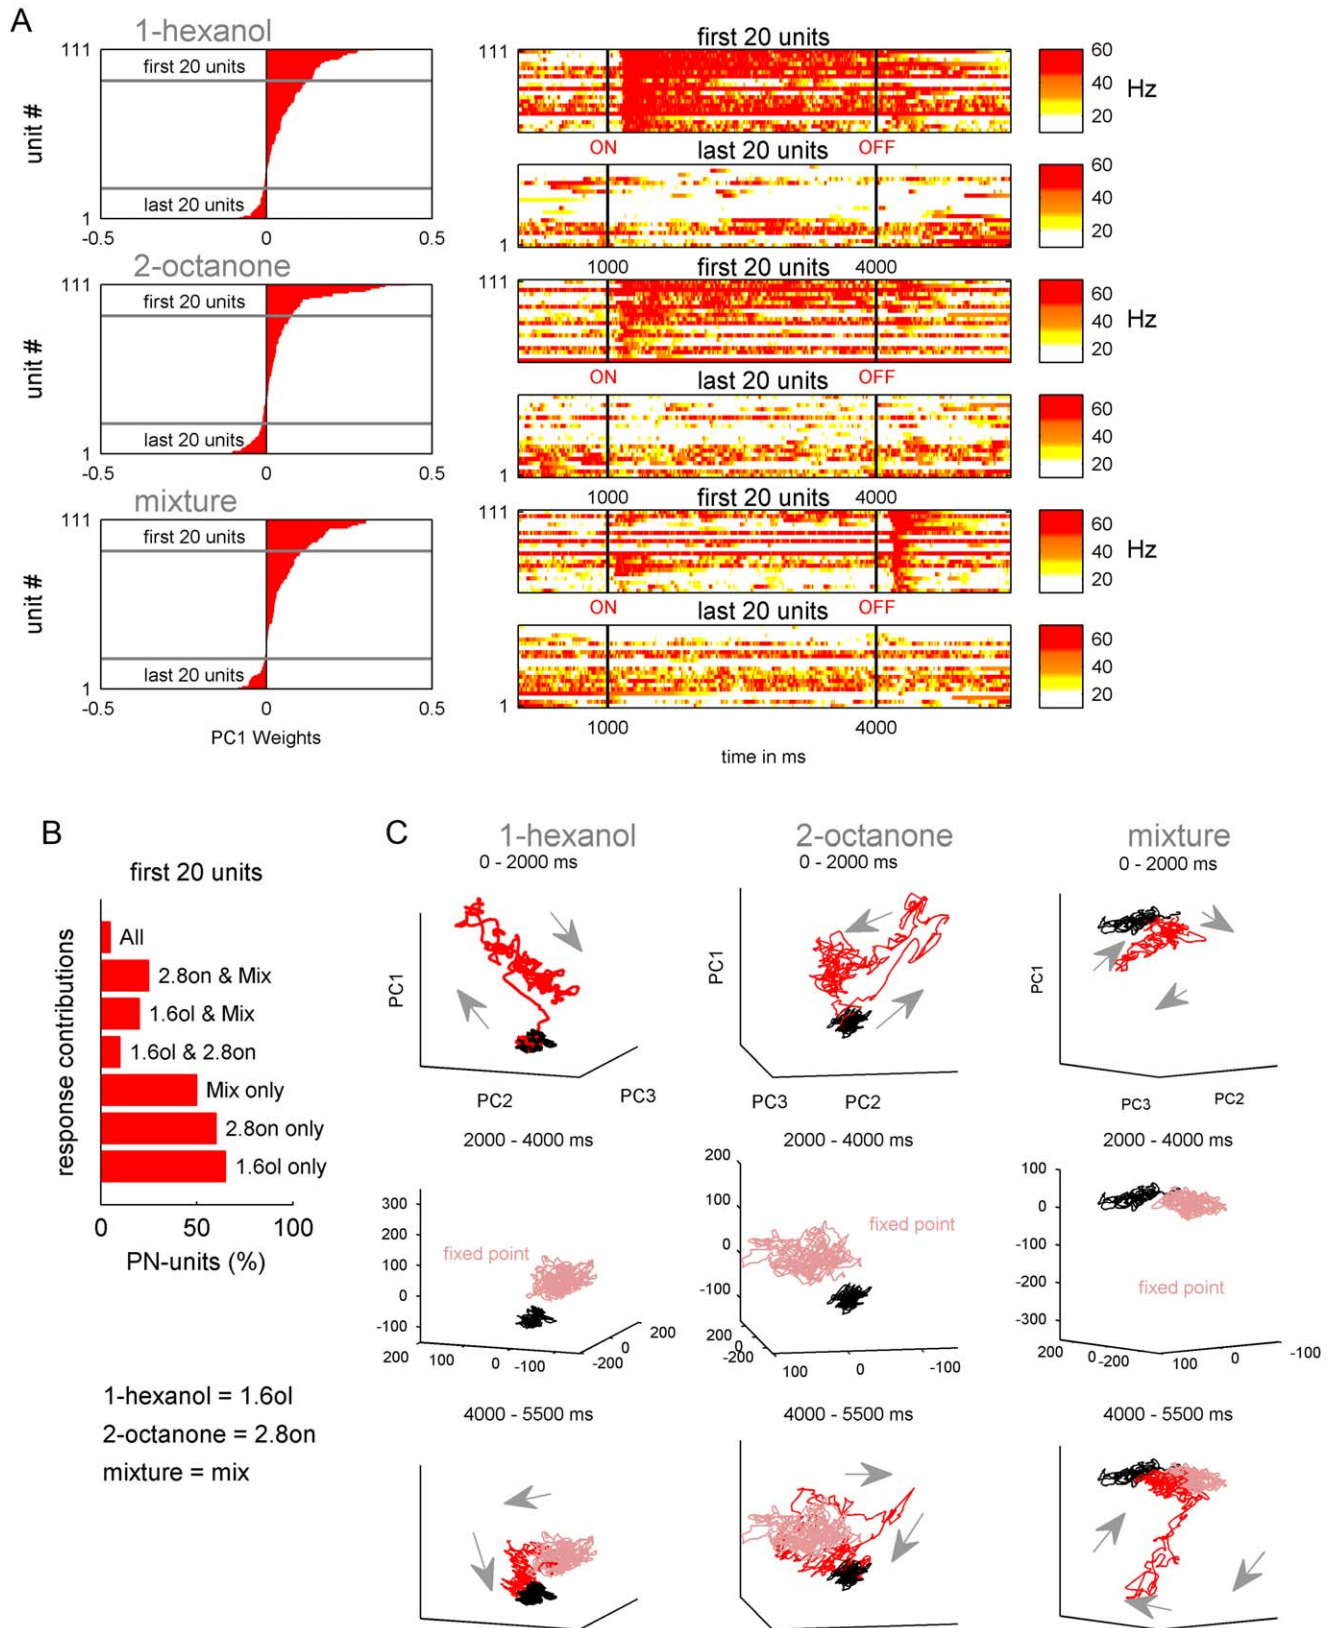 A
1-hexanol
111
first 20 units
unit #
last 20 units
1
-0.5 0 0.5
first 20 units
111
60
40
20
Hz
ON last 20 units OFF
60
40
20
1
1000 4000
2-octanone
111
first 20 units
unit #
last 20 units
1
-0.5 0 0.5
first 20 units
111
60
40
20
Hz
ON last 20 units OFF
60
40
20
1
1000 4000
mixture
111
first 20 units
unit #
last 20 units
1
-0.5 0 0.5
PC1 Weights
first 20 units
111
60
40
20
Hz
ON last 20 units OFF
60
40
20
1
1000 4000
time in ms
B
first 20 units
response contributions
All
2.8on & Mix
1.6ol & Mix
1.6ol & 2.8on
Mix only
2.8on only
1.6ol only
0 50 100
PN-units (%)
1-hexanol = 1.6ol
2-octanone = 2.8on
mixture = mix
C
1-hexanol 2-octanone mixture
0 - 2000 ms 0 - 2000 ms 0 - 2000 ms
PC1 PC1 PC1
PC2 PC3 PC3 PC2 PC3 PC2
2000 - 4000 ms 2000 - 4000 ms 2000 - 4000 ms
300
200
100
0
-100
fixed point
200 100 0 -100
-200 0 200
200
100
0
-100
fixed point
200 0 -200
100 0 -100
100
0
-100
-200
-300
fixed point
200 0 -200
100 0 -100
4000 - 5500 ms 4000 - 5500 ms 4000 - 5500 ms